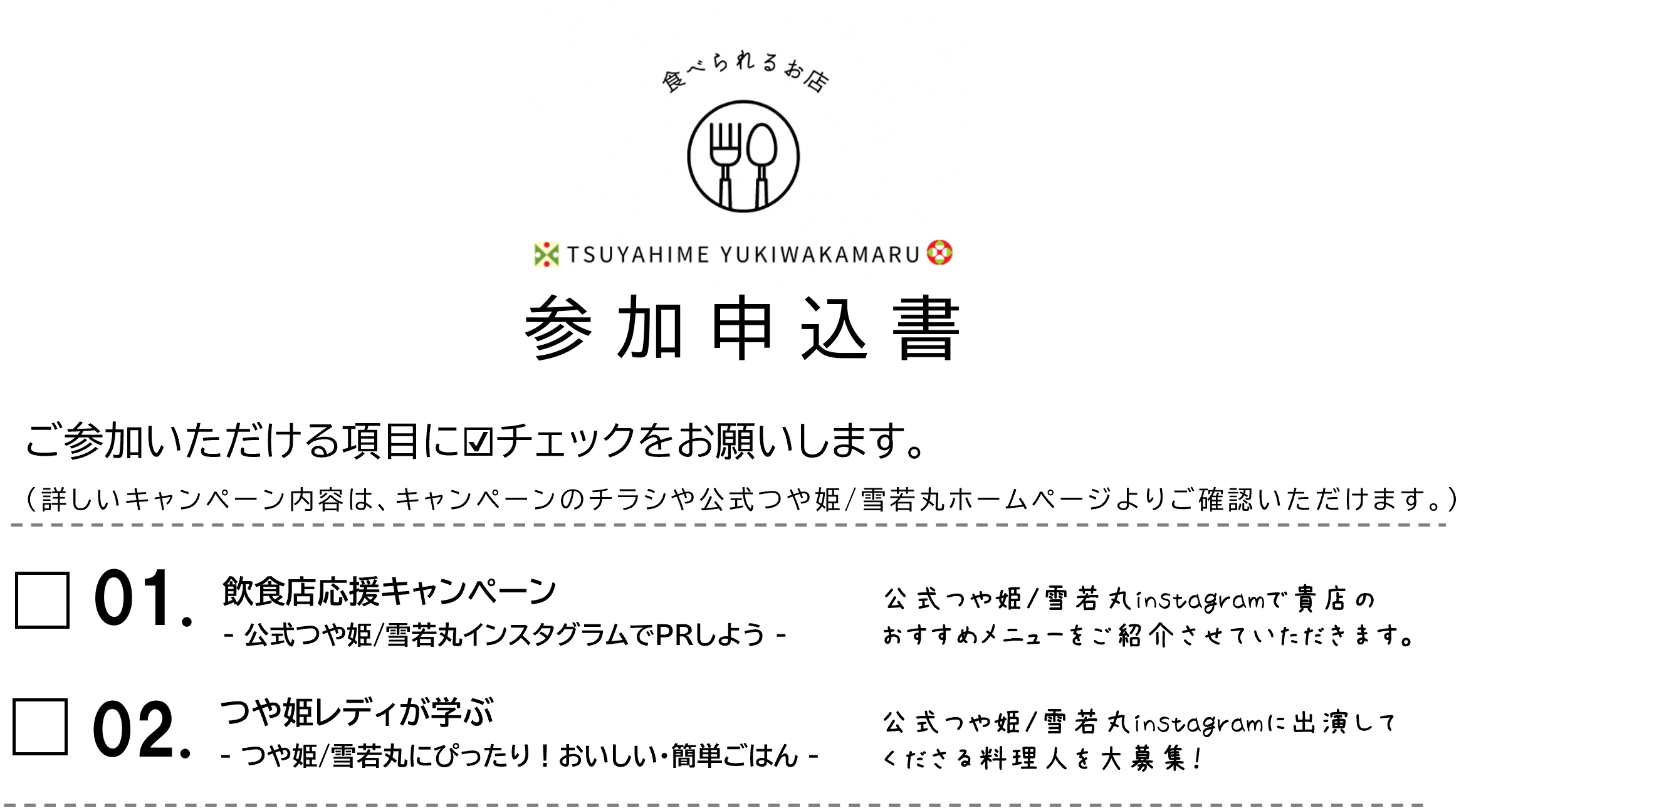 食べられるお店
TSUYAHIME YUKIWAKAMARU
参加申込書
ご参加いただける項目に☑チェックをお願いします。
（詳しいキャンペーン内容は、キャンペーンのチラシや公式つや姫/雪若丸ホームページよりご確認いただけます。）
01. 飲食店応援キャンペーン
- 公式つや姫/雪若丸インスタグラムでPRしよう -
公式つや姫/雪若丸instagramで貴店の
おすすめメニューをご紹介させていただきます。
02. つや姫レディが学ぶ
- つや姫/雪若丸にぴったり！おいしい・簡単ごはん -
公式つや姫/雪若丸instagramに出演して
くださる料理人を大募集！